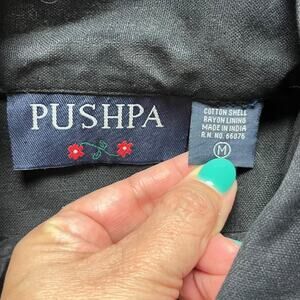 PUSHPA
COTTON SHELL
RAYON LINING
MADE IN INDIA
R.N. NO. 66076
M